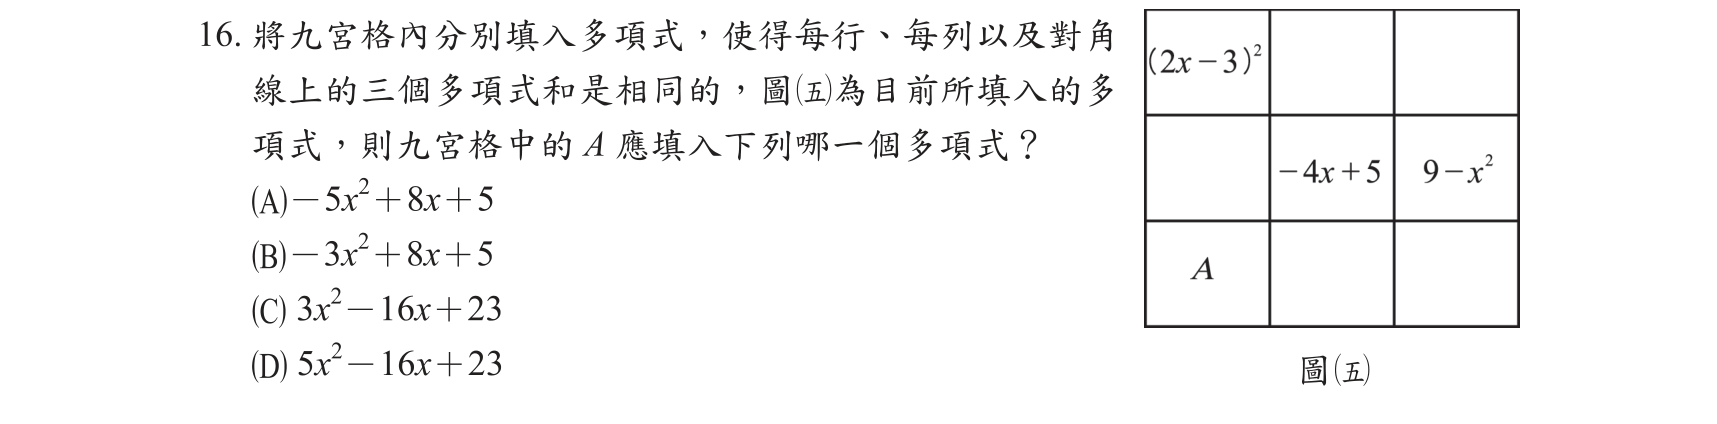 16. 將九宮格內分別填入多項式，使得每行、每列以及對角
線上的三個多項式和是相同的，圖(五)為目前所填入的多
項式，則九宮格中的 A 應填入下列哪一個多項式？
(A) －5x²＋8x＋5
(B) －3x²＋8x＋5
(C) 3x²－16x＋23
(D) 5x²－16x＋23
(2x－3)²
－4x＋5 9－x²
A
圖(五)